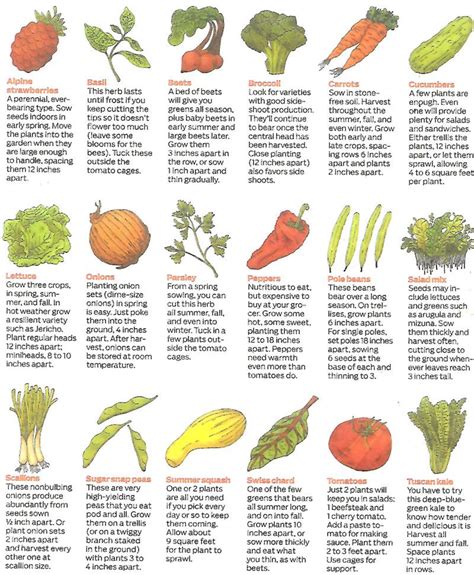 Alpine
strawberries
A perennial, ever-
bearing type. Sow
seeds indoors in
early spring. Move
the plants into the
garden when they
are large enough
to handle, spacing
them 12 inches
apart.
Basil
This herb lasts
until frost if you
keep cutting the
tips so it doesn't
flower too much
(leave some
blooms for the
bees). Tuck these
outside the
tomato cages.
Beets
A bed of beets
will give you
greens all season,
plus baby beets in
early summer and
large beets later.
Grow them
3 inches apart in
the row, or sow
1 inch apart and
thin gradually.
Broccoli
Look for varieties
with good side-
shoot production.
They'll continue
to bear once the
central head has
been harvested.
Close planting
(12 inches apart)
also favors side
shoots.
Carrots
Sow in stone-
free soil. Harvest
throughout the
summer, fall, and
even winter. Grow
both early and
late crops, spac-
ing rows 6 inches
apart and plants
2 inches apart.
Cucumbers
A few plants are
enough. Even
one will provide
plenty for salads
and sandwiches.
Either trellis the
plants, 12 inches
apart, or let them
sprawl, allowing
4 to 6 square feet
per plant.
Lettuce
Grow three crops,
in spring, sum-
mer, and fall. In
hot weather grow
a resilient variety
such as Jericho.
Plant regular heads
12 inches apart;
miniheads, 8 to 10
inches apart.
Onions
Planting onion
sets (dime-size
onions) in spring
is easy. Just poke
them into the
ground, 4 inches
apart. After har-
vest, onions can
be stored at room
temperature.
Parsley
From a spring
sowing, you can
cut this herb
all summer, fall,
and even into
winter. Tuck in a
few plants out-
side the tomato
cages.
Peppers
Nutritious to eat,
but expensive to
buy at your gro-
cer. Grow some
hot, some sweet,
planting them
12 to 18 inches
apart. Peppers
need warmth
even more than
tomatoes do.
Pole beans
These beans
bear over a long
season. On trel-
lises, grow plants
6 inches apart.
For single poles,
set poles 18 inches
apart, sowing
6 seeds at the
base of each and
thinning to 3.
Salad mix
Seeds may in-
clude lettuces
and greens such
as arugula and
mizuna. Sow
them thickly and
harvest often,
cutting close to
the ground when-
ever leaves reach
3 inches tall.
Scallions
These nonbulbing
onions produce
abundantly from
seeds sown
½ inch apart. Or
plant onion sets
2 inches apart
and harvest every
other one at
scallion size.
Sugar snap peas
These are very
high-yielding
peas that you eat
pod and all. Grow
them on a trellis
(or on a twiggy
branch staked
in the ground)
with plants 3 to
4 inches apart.
Summer squash
One or 2 plants
are all you need
if you pick every
day or so to keep
them coming.
Allow about
9 square feet
for the plant to
sprawl.
Swiss chard
One of the few
greens that bears
all summer long,
and on into fall.
Grow plants 10
inches apart, or
sow more thickly
and eat what
you thin, as with
beets.
Tomatoes
Just 2 plants will
keep you in salads:
1 beefsteak and
1 cherry tomato.
Add a paste to-
mato for making
sauce. Plant them
2 to 3 feet apart.
Use cages for
support.
Tuscan kale
You have to try
this deep-blue-
green kale to
know how tender
and delicious it is.
Harvest all
summer and fall.
Space plants
12 inches apart.